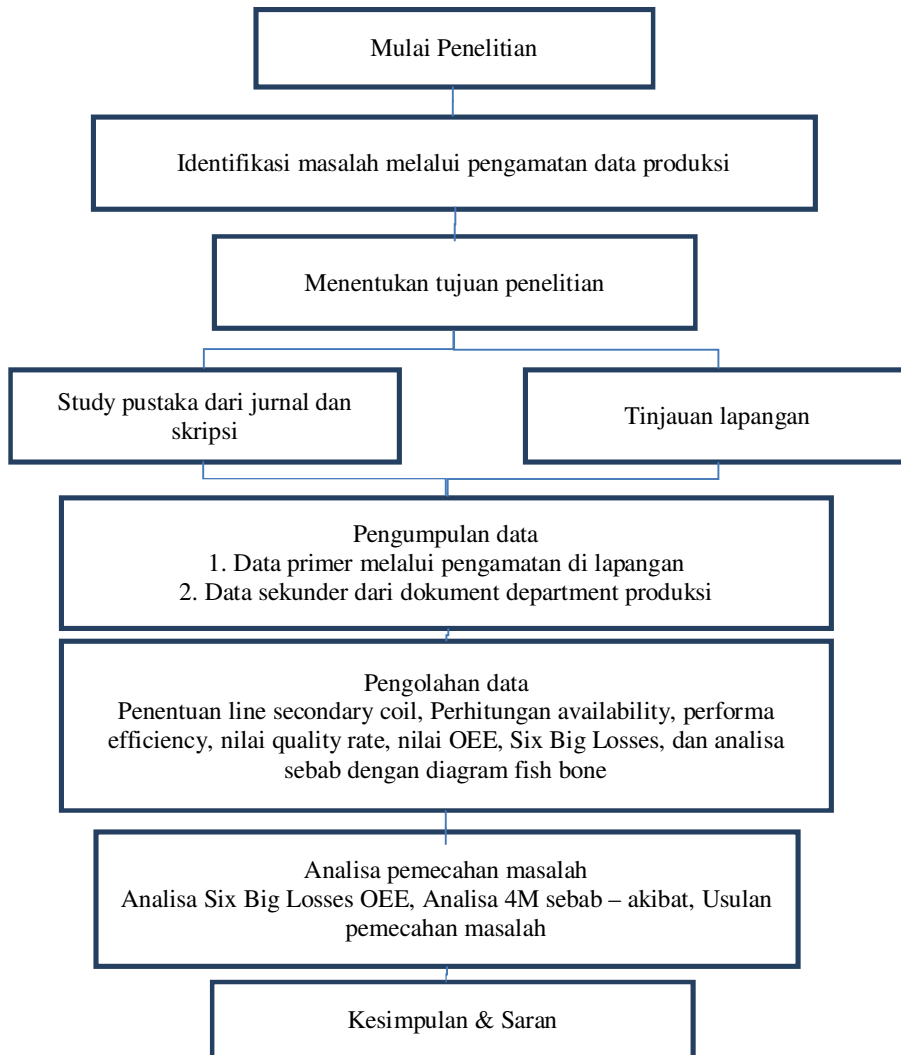 Mulai Penelitian
Identifikasi masalah melalui pengamatan data produksi
Menentukan tujuan penelitian
Study pustaka dari jurnal dan
skripsi
Tinjauan lapangan
Pengumpulan data
1. Data primer melalui pengamatan di lapangan
2. Data sekunder dari dokument department produksi
Pengolahan data
Penentuan line secondary coil, Perhitungan availability, performa
efficiency, nilai quality rate, nilai OEE, Six Big Losses, dan analisa
sebab dengan diagram fish bone
Analisa pemecahan masalah
Analisa Six Big Losses OEE, Analisa 4M sebab – akibat, Usulan
pemecahan masalah
Kesimpulan & Saran